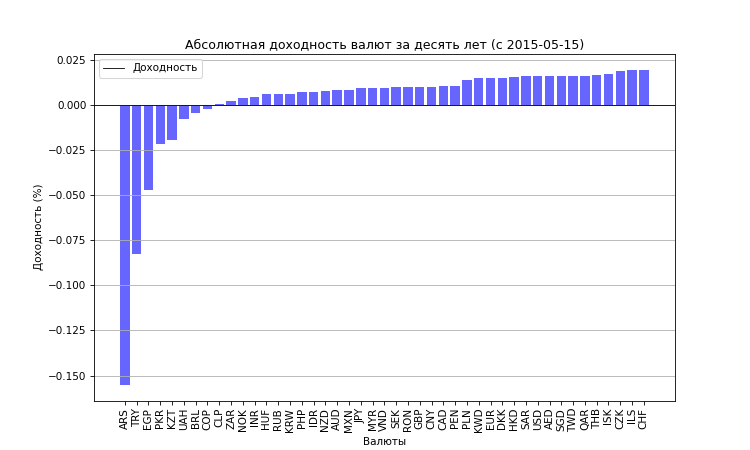 Абсолютная доходность валют за десять лет (с 2015-05-15)
Доходность
0.025
0.000
−0.025
−0.050
−0.075
−0.100
−0.125
−0.150
Доходность (%)
ARS TRY EGP PKR KZT UAH BRL COP CLP ZAR NOK INR HUF RUB KRW PHP IDR NZD AUD MXN JPY MYR VND SEK RON GBP CNY CAD PEN PLN KWD EUR DKK HKD SAR USD AED SGD TWD QAR THB ISK CZK ILS CHF
Валюты